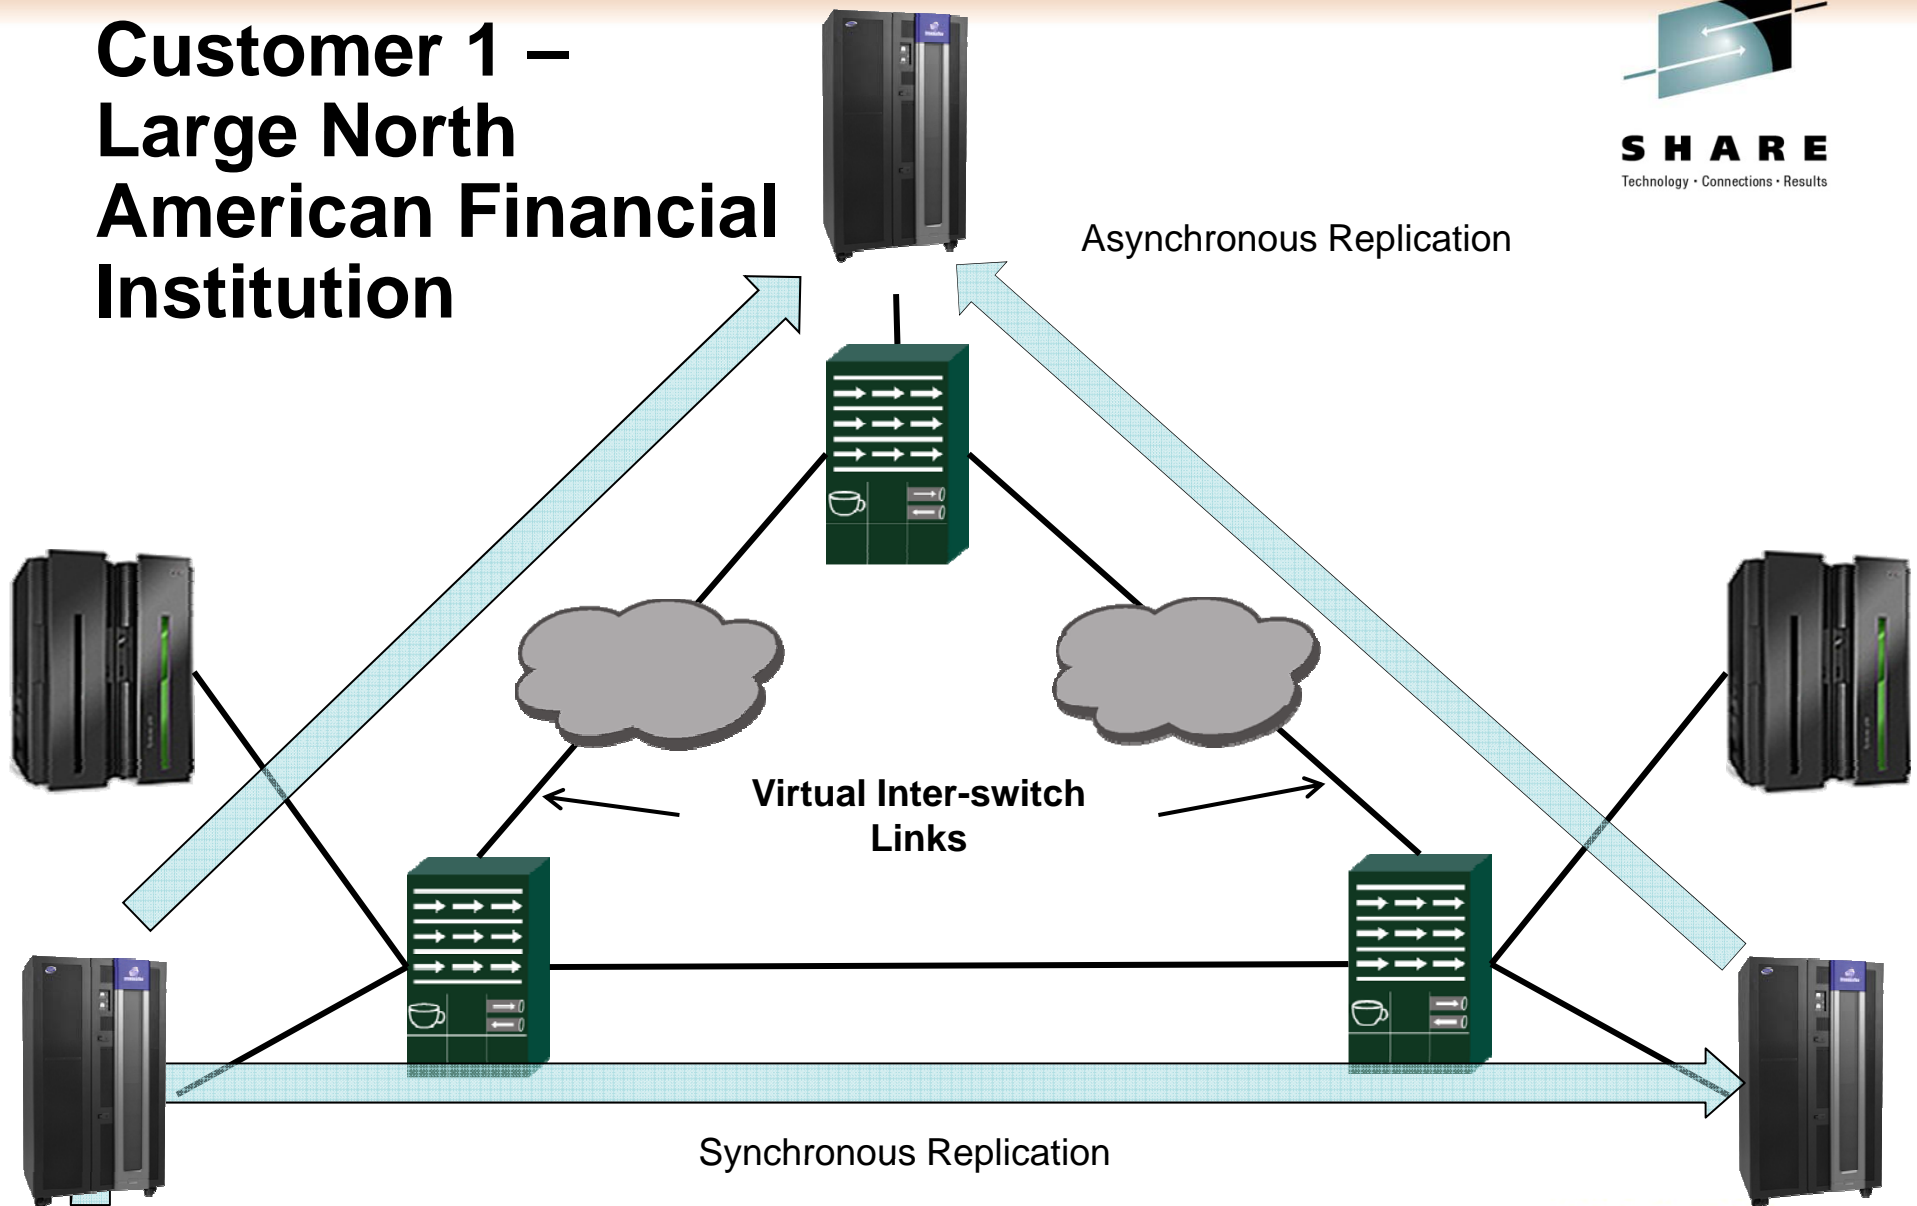 Customer 1 –
Large North
American Financial
Institution
SHARE
Technology · Connections · Results
Asynchronous Replication
Virtual Inter-switch
Links
Synchronous Replication